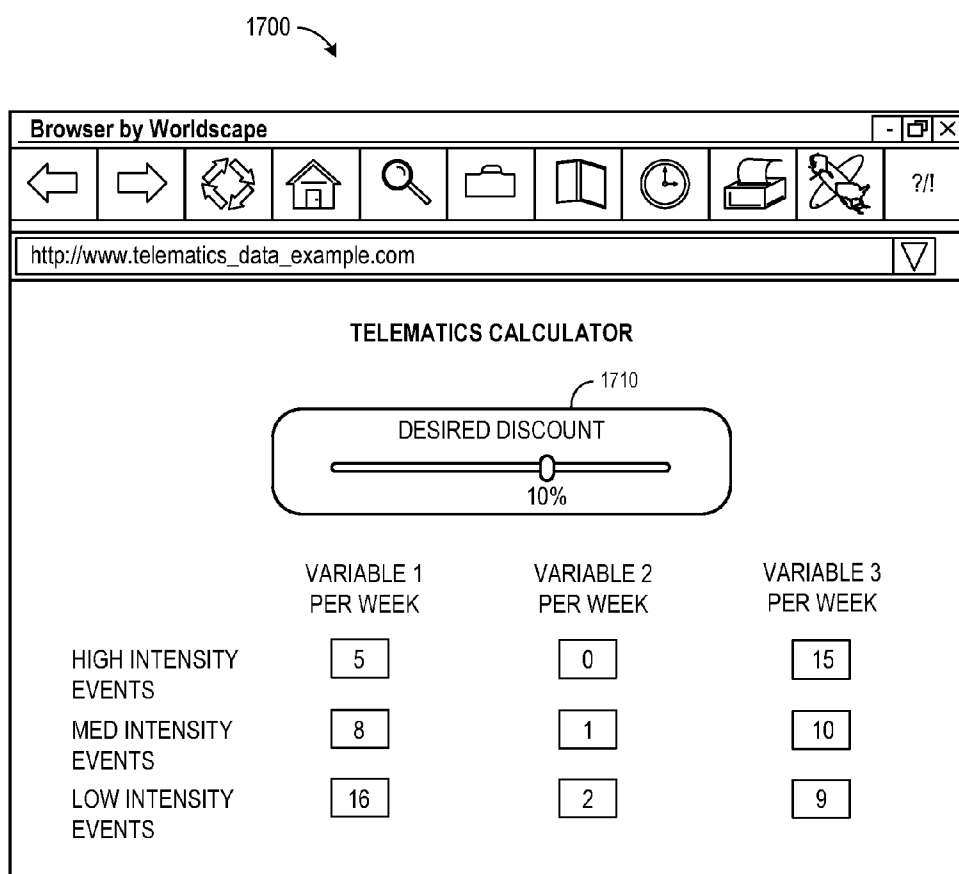 1700
Browser by Worldscape
?/!
http://www.telematics_data_example.com
TELEMATICS CALCULATOR
1710
DESIRED DISCOUNT
10%
VARIABLE 1 VARIABLE 2 VARIABLE 3
PER WEEK PER WEEK PER WEEK
HIGH INTENSITY 5 0 15
EVENTS
MED INTENSITY 8 1 10
EVENTS
LOW INTENSITY 16 2 9
EVENTS